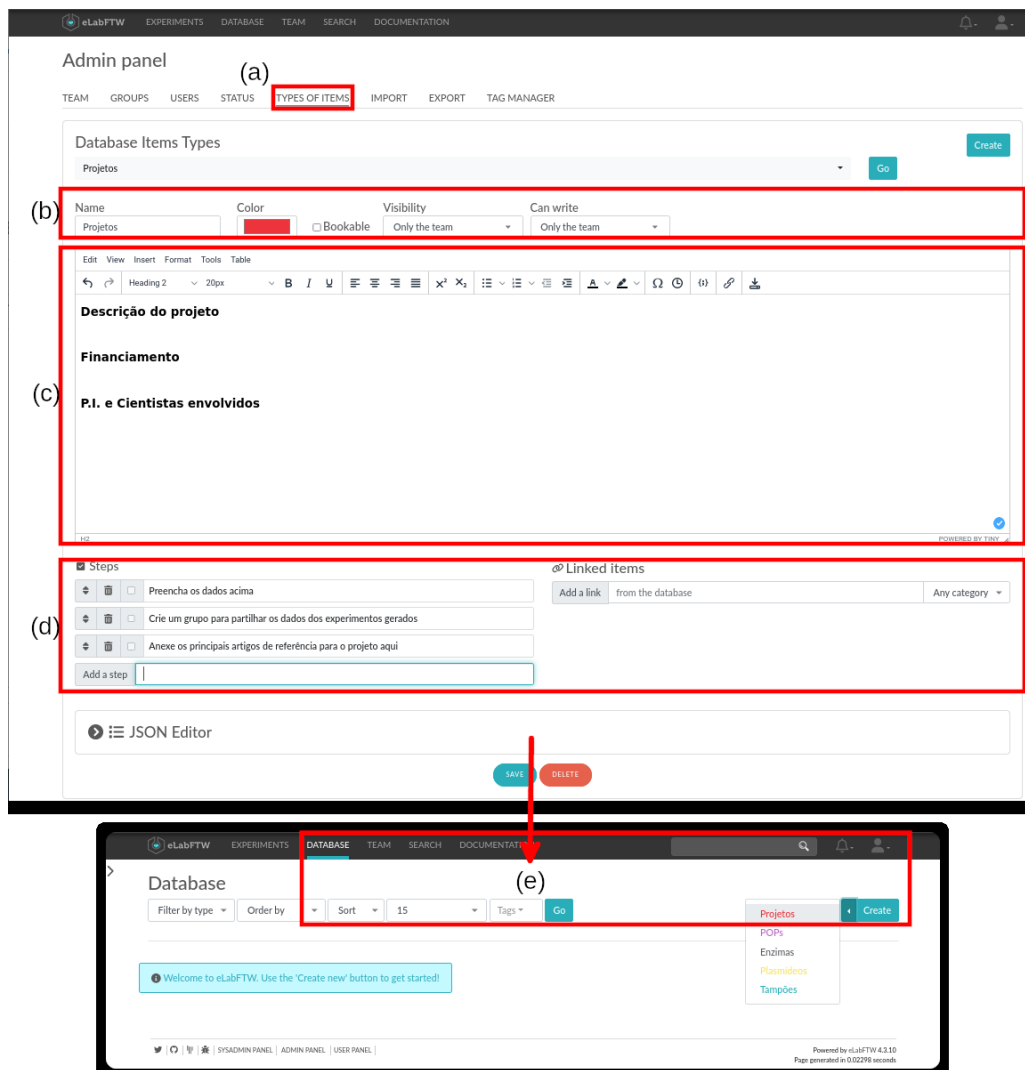 eLabFTW EXPERIMENTS DATABASE TEAM SEARCH DOCUMENTATION
Admin panel
(a)
TEAM GROUPS USERS STATUS TYPES OF ITEMS IMPORT EXPORT TAG MANAGER
Database Items Types
Create
Projetos
Go
(b)
Name Color Visibility Can write
Projetos Bookable Only the team Only the team
Edit View Insert Format Tools Table
Heading 2 20px B I U X² X₂ A Ω
Descrição do projeto
Financiamento
(c)
P.I. e Cientistas envolvidos
H2 POWERED BY TINY
(d)
Steps Linked items
Preencha os dados acima Add a link from the database Any category
Crie um grupo para partilhar os dados dos experimentos gerados
Anexe os principais artigos de referência para o projeto aqui
Add a step
JSON Editor
SAVE DELETE
eLabFTW EXPERIMENTS DATABASE TEAM SEARCH
Database
(e)
Filter by type Order by Sort 15 Tags Go Projetos Create
POPs
Enzimas
Plasmídeos
Tampões
Welcome to eLabFTW. Use the 'Create new' button to get started!
SYSADMIN PANEL | ADMIN PANEL | USER PANEL |
Powered by eLabFTW 4.3.10
Page generated in 0.02298 seconds